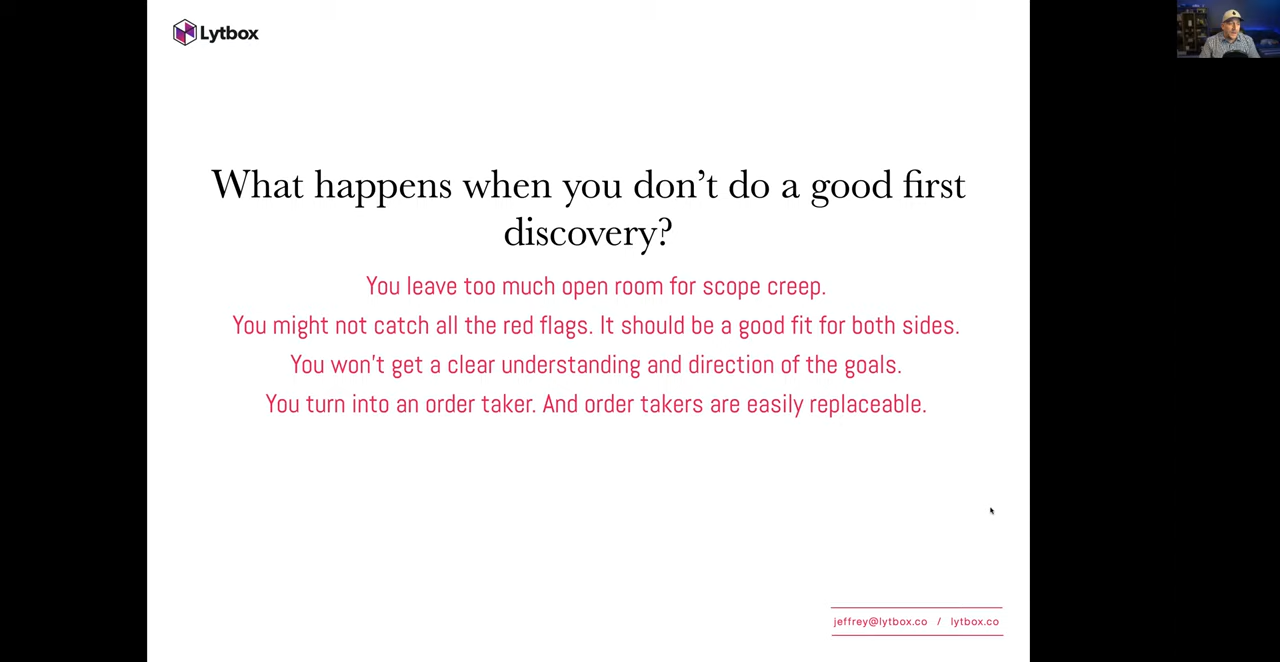 Lytbox
What happens when you don’t do a good first
discovery?
You leave too much open room for scope creep.
You might not catch all the red flags. It should be a good fit for both sides.
You won’t get a clear understanding and direction of the goals.
You turn into an order taker. And order takers are easily replaceable.
jeffrey@lytbox.co / lytbox.co